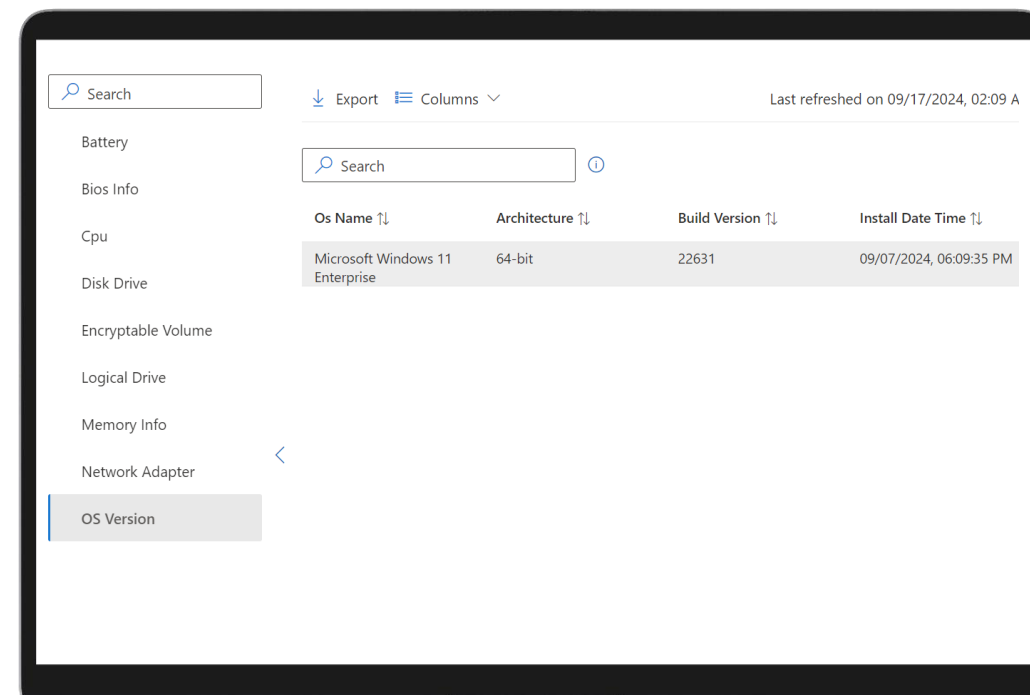 Search
Battery
Bios Info
Cpu
Disk Drive
Encryptable Volume
Logical Drive
Memory Info
Network Adapter
OS Version
Export Columns
Last refreshed on 09/17/2024, 02:09 A
Search
Os Name Architecture Build Version Install Date Time
Microsoft Windows 11 64-bit 22631 09/07/2024, 06:09:35 PM
Enterprise